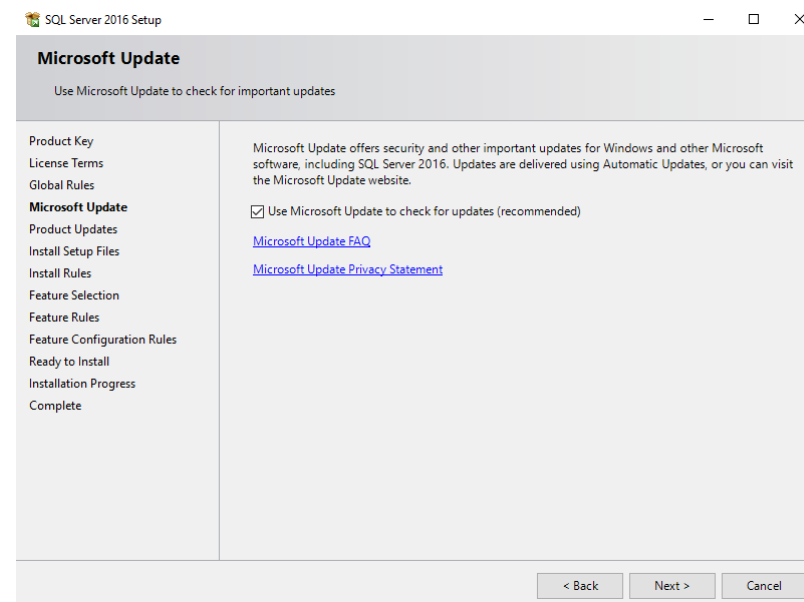 SQL Server 2016 Setup
Microsoft Update
Use Microsoft Update to check for important updates
Product Key
License Terms
Global Rules
Microsoft Update
Product Updates
Install Setup Files
Install Rules
Feature Selection
Feature Rules
Feature Configuration Rules
Ready to Install
Installation Progress
Complete
Microsoft Update offers security and other important updates for Windows and other Microsoft
software, including SQL Server 2016. Updates are delivered using Automatic Updates, or you can visit
the Microsoft Update website.
Use Microsoft Update to check for updates (recommended)
Microsoft Update FAQ
Microsoft Update Privacy Statement
< Back
Next >
Cancel